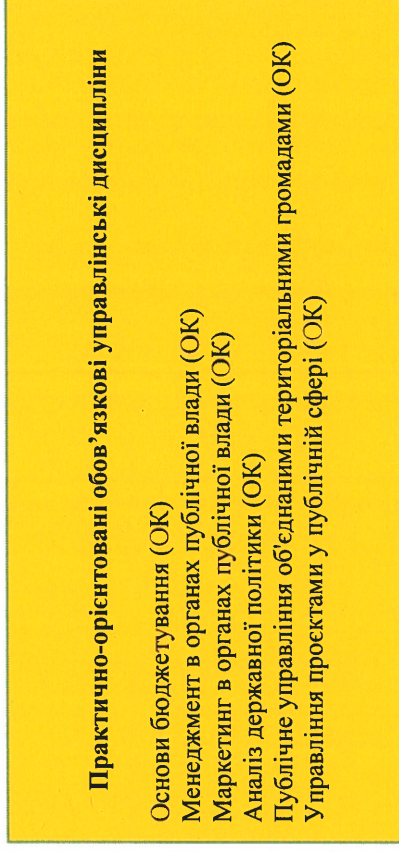 Практично-орієнтовані обов’язкові управлінські дисципліни
Основи бюджетування (ОК)
Менеджмент в органах публічної влади (ОК)
Маркетинг в органах публічної влади (ОК)
Аналіз державної політики (ОК)
Публічне управління об'єднаними територіальними громадами (ОК)
Управління проєктами у публічній сфері (ОК)